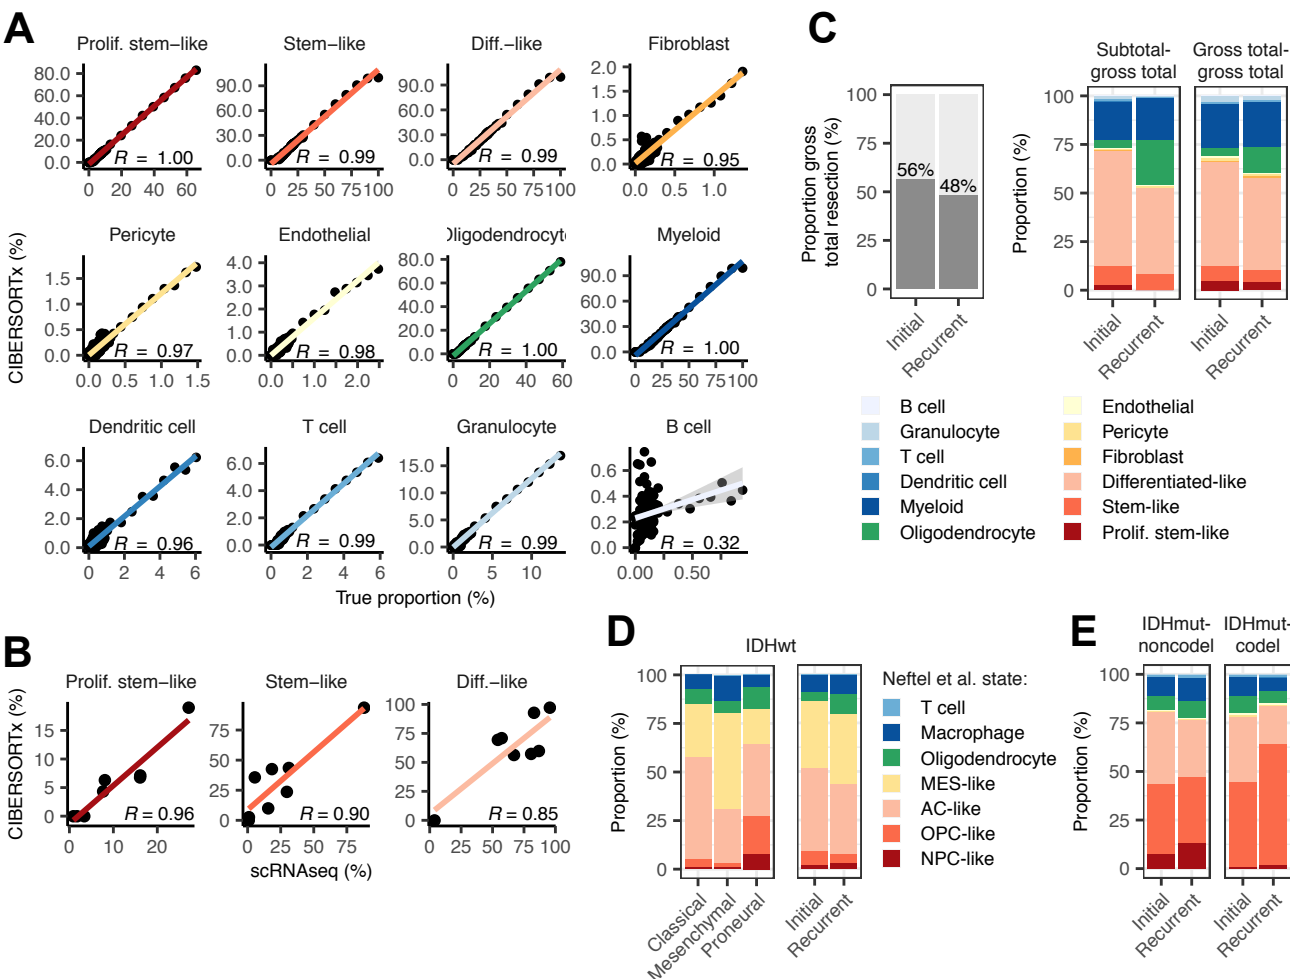 A
Prolif. stem-like
Stem-like
Diff.-like
Fibroblast
80.0
60.0
40.0
20.0
0.0
R = 1.00
0 20 40 60
90.0
60.0
30.0
0.0
R = 0.99
0 25 50 75 100
90.0
60.0
30.0
0.0
R = 0.99
0 25 50 75 100
2.0
1.5
1.0
0.5
0.0
R = 0.95
0.0 0.5 1.0
CIBERSORTx (%)
Pericyte
Endothelial
Oligodendrocyte
Myeloid
1.5
1.0
0.5
0.0
R = 0.97
0.0 0.5 1.0 1.5
4.0
3.0
2.0
1.0
0.0
R = 0.98
0.0 1.0 2.0
80.0
60.0
40.0
20.0
0.0
R = 1.00
0 20 40 60
90.0
60.0
30.0
0.0
R = 1.00
0 25 50 75 100
Dendritic cell
T cell
Granulocyte
B cell
6.0
4.0
2.0
0.0
R = 0.96
0 2 4 6
6.0
4.0
2.0
0.0
R = 0.99
0 2 4 6
15.0
10.0
5.0
0.0
R = 0.99
0 5 10
0.6
0.4
0.2
0.0
R = 0.32
0.00 0.50
True proportion (%)
B
CIBERSORTx (%)
Prolif. stem-like
Stem-like
Diff.-like
15
10
5
0
R = 0.96
0 10 20
75
50
25
0
R = 0.90
0 25 50 75
100
75
50
25
0
R = 0.85
0 25 50 75 100
scRNAseq (%)
C
Proportion gross
total resection (%)
100
75
50
25
0
56%
48%
Initial
Recurrent
Subtotal-
gross total
Gross total-
gross total
Proportion (%)
100
75
50
25
0
Initial
Recurrent
Initial
Recurrent
B cell
Granulocyte
T cell
Dendritic cell
Myeloid
Oligodendrocyte
Endothelial
Pericyte
Fibroblast
Differentiated-like
Stem-like
Prolif. stem-like
D
IDHwt
Proportion (%)
100
75
50
25
0
Classical
Mesenchymal
Proneural
Initial
Recurrent
Neftel et al. state:
T cell
Macrophage
Oligodendrocyte
MES-like
AC-like
OPC-like
NPC-like
E
IDHmut-
noncodel
IDHmut-
codel
Proportion (%)
100
75
50
25
0
Initial
Recurrent
Initial
Recurrent